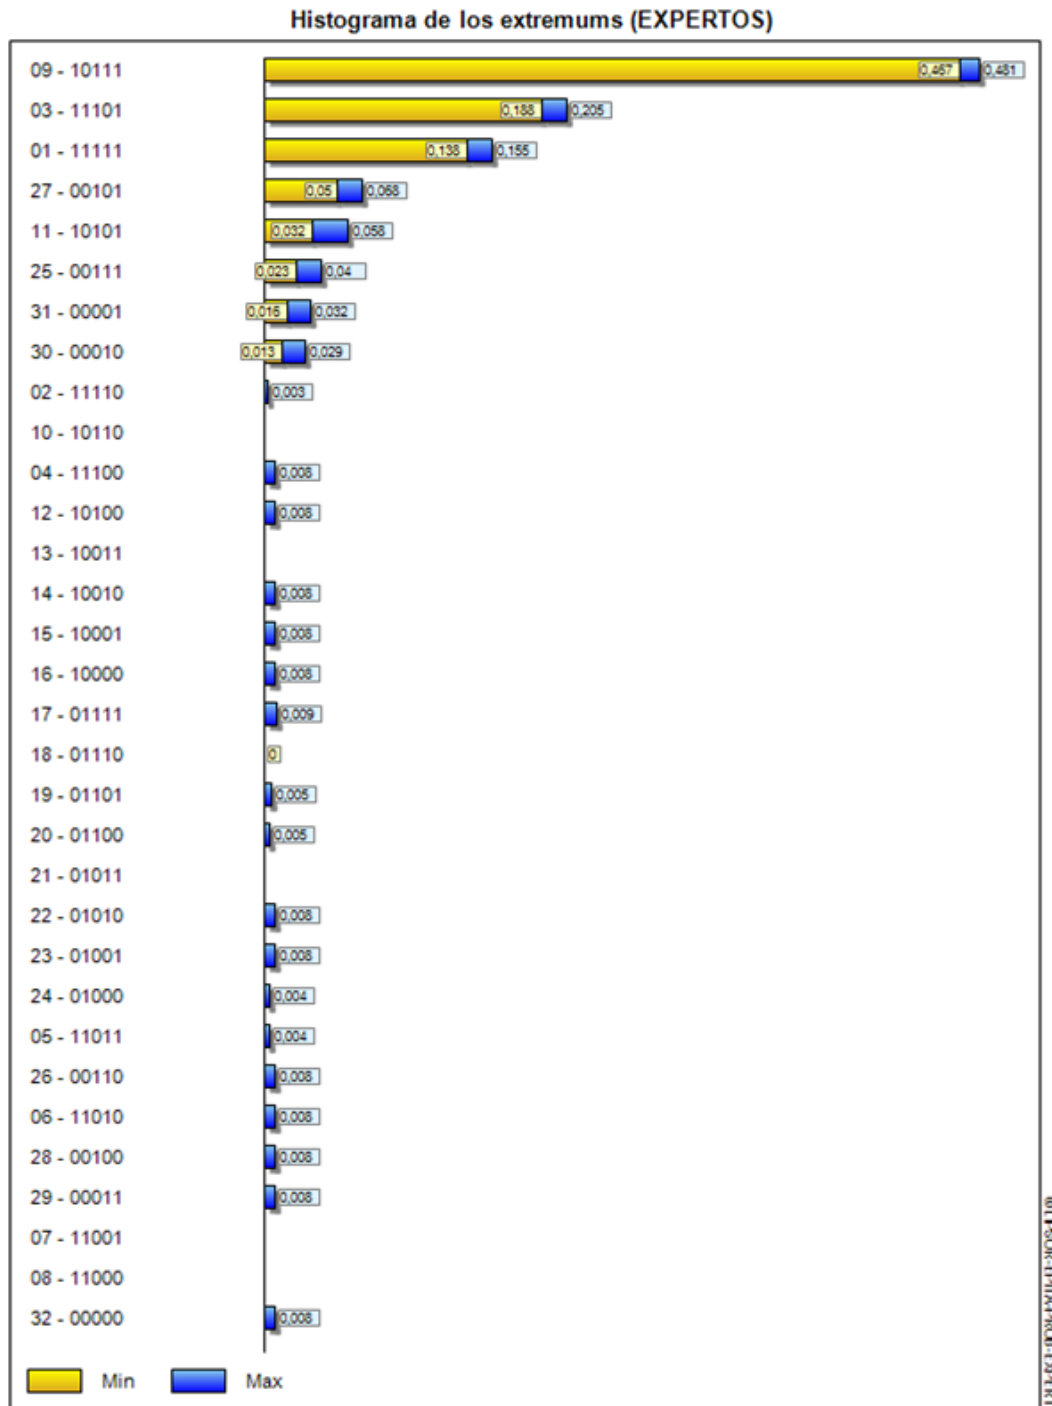 Histograma de los extremums (EXPERTOS)
09 - 10111 0,467 0,481
03 - 11101 0,188 0,205
01 - 11111 0,138 0,155
27 - 00101 0,05 0,068
11 - 10101 0,032 0,058
25 - 00111 0,023 0,04
31 - 00001 0,016 0,032
30 - 00010 0,013 0,029
02 - 11110 0,003
10 - 10110
04 - 11100 0,008
12 - 10100 0,008
13 - 10011
14 - 10010 0,008
15 - 10001 0,008
16 - 10000 0,008
17 - 01111 0,009
18 - 01110 0
19 - 01101 0,005
20 - 01100 0,005
21 - 01011
22 - 01010 0,008
23 - 01001 0,008
24 - 01000 0,004
05 - 11011 0,004
26 - 00110 0,008
06 - 11010 0,008
28 - 00100 0,008
29 - 00011 0,008
07 - 11001
08 - 11000
32 - 00000 0,008
Min Max